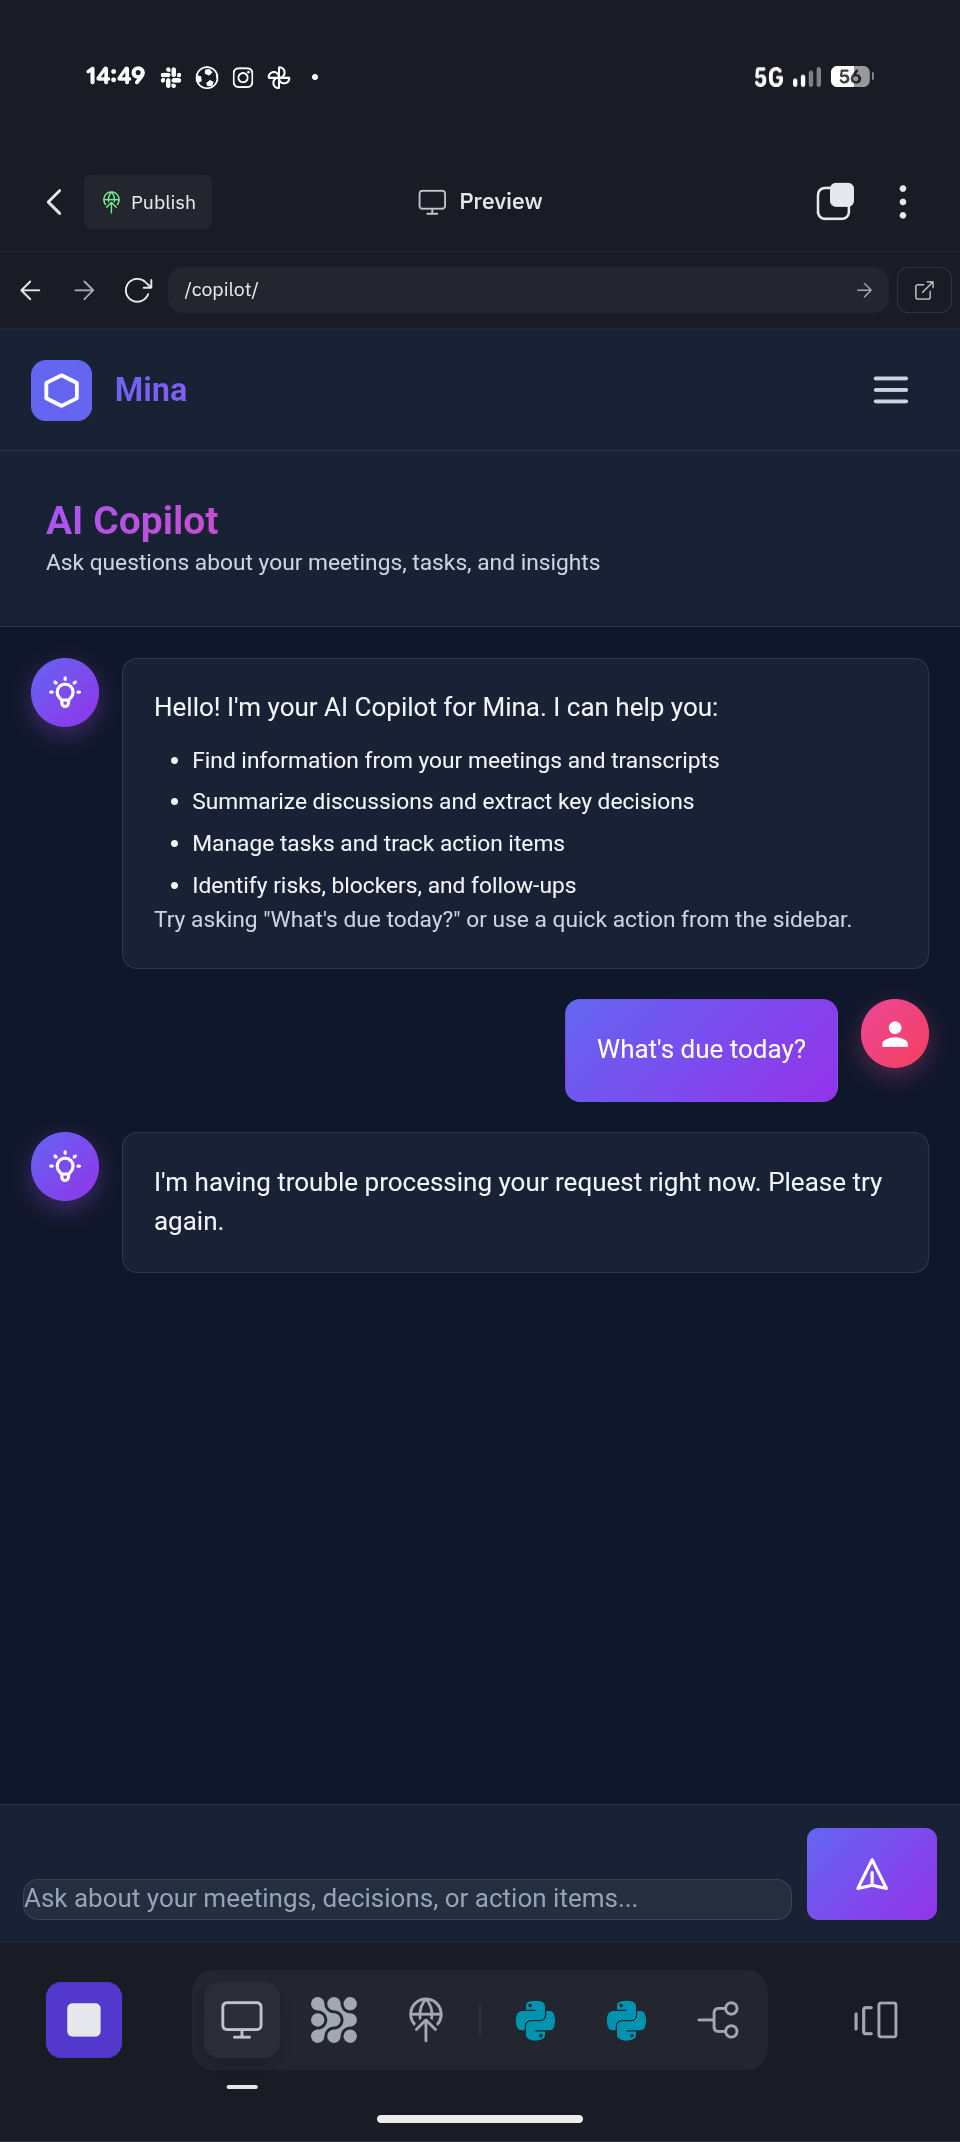 14:49
5G
56
Publish
Preview
/copilot/
Mina
AI Copilot
Ask questions about your meetings, tasks, and insights
Hello! I'm your AI Copilot for Mina. I can help you:
• Find information from your meetings and transcripts
• Summarize discussions and extract key decisions
• Manage tasks and track action items
• Identify risks, blockers, and follow-ups
Try asking "What's due today?" or use a quick action from the sidebar.
What's due today?
I'm having trouble processing your request right now. Please try
again.
Ask about your meetings, decisions, or action items...